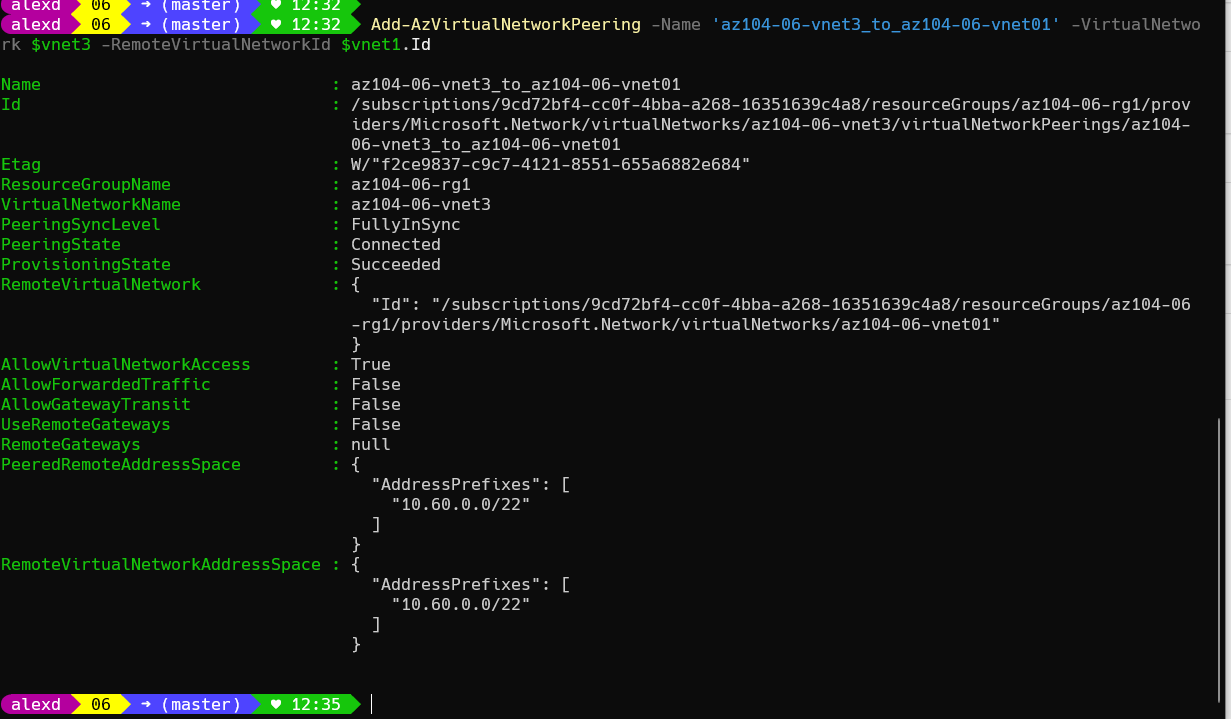 alexd 06 → (master) ♥ 12:32
alexd 06 → (master) ♥ 12:32 Add-AzVirtualNetworkPeering -Name 'az104-06-vnet3_to_az104-06-vnet01' -VirtualNetwo
rk $vnet3 -RemoteVirtualNetworkId $vnet1.Id
Name : az104-06-vnet3_to_az104-06-vnet01
Id : /subscriptions/9cd72bf4-cc0f-4bba-a268-16351639c4a8/resourceGroups/az104-06-rg1/prov
iders/Microsoft.Network/virtualNetworks/az104-06-vnet3/virtualNetworkPeerings/az104-
06-vnet3_to_az104-06-vnet01
Etag : W/"f2ce9837-c9c7-4121-8551-655a6882e684"
ResourceGroupName : az104-06-rg1
VirtualNetworkName : az104-06-vnet3
PeeringSyncLevel : FullyInSync
PeeringState : Connected
ProvisioningState : Succeeded
RemoteVirtualNetwork : {
"Id": "/subscriptions/9cd72bf4-cc0f-4bba-a268-16351639c4a8/resourceGroups/az104-06
-rg1/providers/Microsoft.Network/virtualNetworks/az104-06-vnet01"
}
AllowVirtualNetworkAccess : True
AllowForwardedTraffic : False
AllowGatewayTransit : False
UseRemoteGateways : False
RemoteGateways : null
PeeredRemoteAddressSpace : {
"AddressPrefixes": [
"10.60.0.0/22"
]
}
RemoteVirtualNetworkAddressSpace : {
"AddressPrefixes": [
"10.60.0.0/22"
]
}
alexd 06 → (master) ♥ 12:35